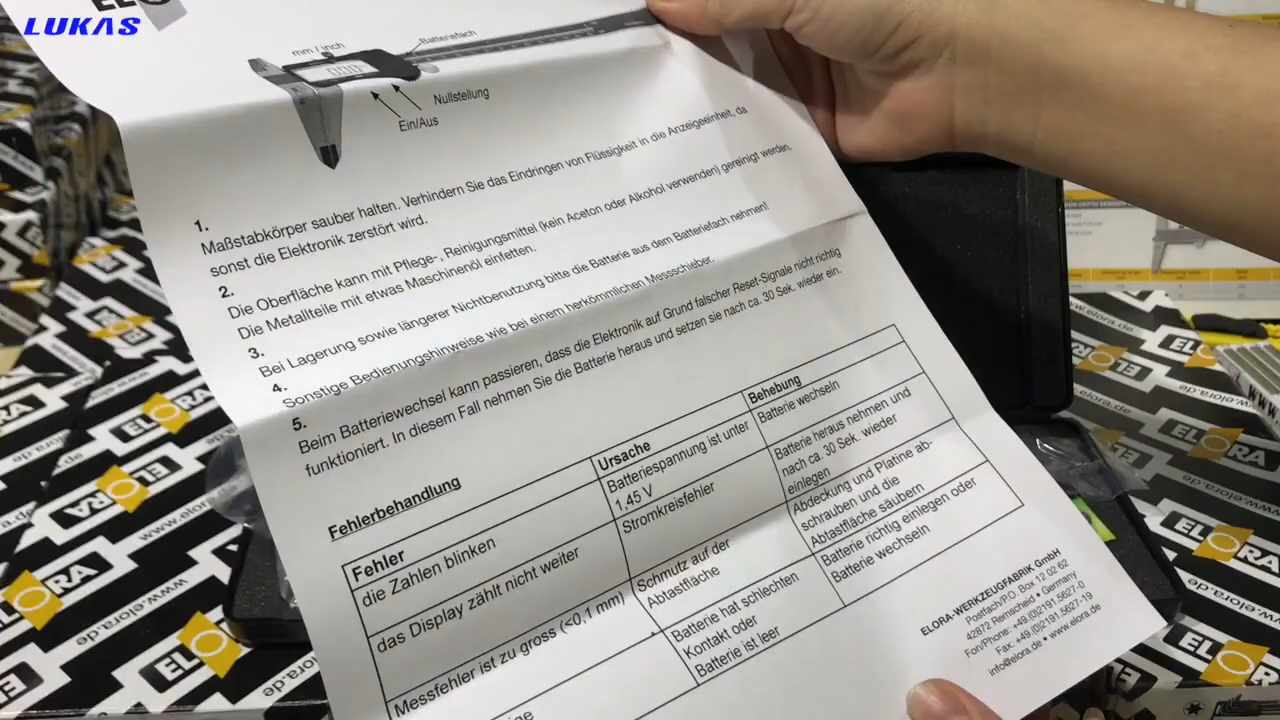 LUKAS
mm / inch
Batteriefach
Nullstellung
Ein/Aus
1.
Maßstabkörper sauber halten. Verhindern Sie das Eindringen von Flüssigkeit in die Anzeigeeinheit, da
sonst die Elektronik zerstört wird.
2.
Die Oberfläche kann mit Pflege-, Reinigungsmittel (kein Aceton oder Alkohol verwenden) gereinigt werden.
Die Metallteile mit etwas Maschinenöl einfetten.
3.
Bei Lagerung sowie längerer Nichtbenutzung bitte die Batterie aus dem Batteriefach nehmen!
4.
Sonstige Bedienungshinweise wie bei einem herkömmlichen Messschieber.
5.
Beim Batteriewechsel kann passieren, dass die Elektronik auf Grund falscher Reset-Signale nicht richtig
funktioniert. In diesem Fall nehmen Sie die Batterie heraus und setzen sie nach ca. 30 Sek. wieder ein.
Fehlerbehandlung
Fehler
Ursache
Behebung
die Zahlen blinken
Batteriespannung ist unter
1,45 V
Batterie wechseln
das Display zählt nicht weiter
Stromkreisfehler
Batterie heraus nehmen und
nach ca. 30 Sek. wieder
einlegen
Messfehler ist zu gross (<0,1 mm)
Schmutz auf der
Abtastfläche
Abdeckung und Platine ab-
schrauben und die
Abtastfläche säubern
Batterie hat schlechten
Kontakt oder
Batterie ist leer
Batterie richtig einlegen oder
Batterie wechseln
ELORA-WERKZEUGFABRIK GmbH
Postfach/P.O. Box 12 02 62
42872 Remscheid • Germany
Fon/Phone: +49.(0)2191.5627-0
Fax: +49.(0)2191.5627-19
info@elora.de • www.elora.de
ELORA
www.elora.de
ELORA
www.elora.de
ELORA
ELORA
www.elora.de
ELORA